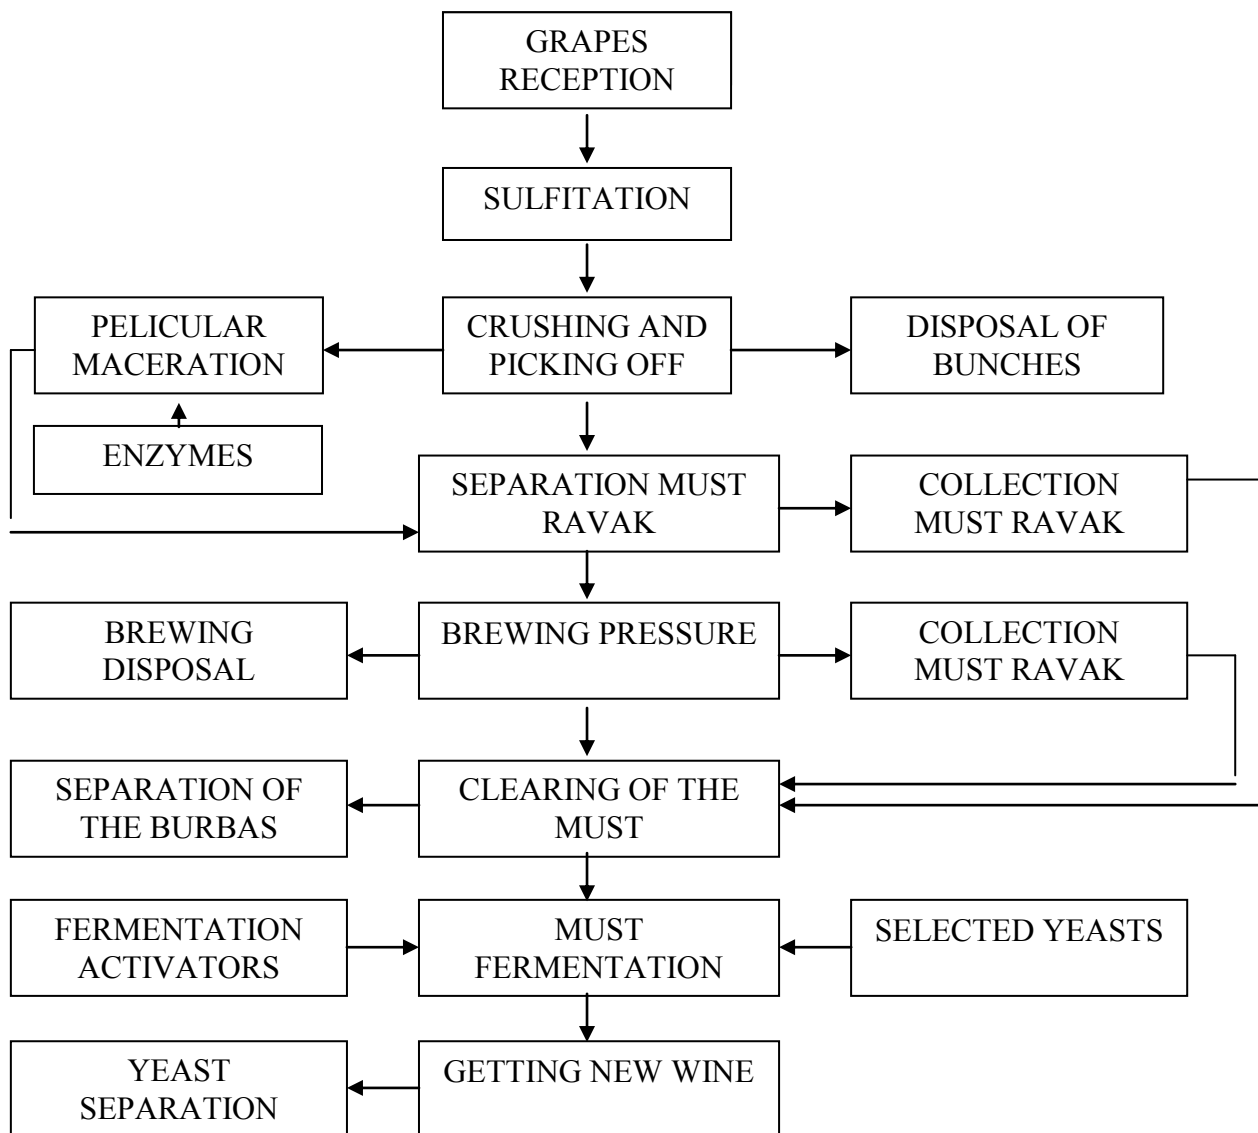 GRAPES
RECEPTION
SULFITATION
PELICULAR
MACERATION
CRUSHING AND
PICKING OFF
DISPOSAL OF
BUNCHES
ENZYMES
SEPARATION MUST
RAVAK
COLLECTION
MUST RAVAK
BREWING
DISPOSAL
BREWING PRESSURE
COLLECTION
MUST RAVAK
SEPARATION OF
THE BURBAS
CLEARING OF THE
MUST
FERMENTATION
ACTIVATORS
MUST
FERMENTATION
SELECTED YEASTS
YEAST
SEPARATION
GETTING NEW WINE